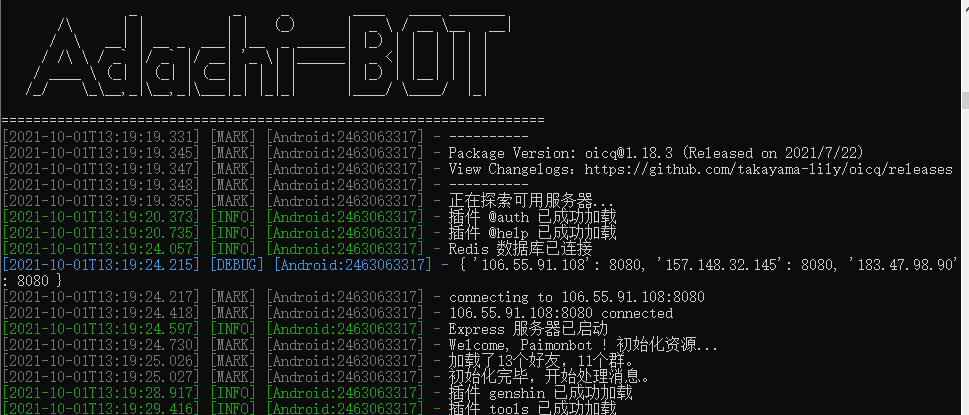 Adachi-BOT
====================================================================
[2021-10-01T13:19:19.331] [MARK] [Android:2463063317] - ----------
[2021-10-01T13:19:19.345] [MARK] [Android:2463063317] - Package Version: oicq@1.18.3 (Released on 2021/7/22)
[2021-10-01T13:19:19.347] [MARK] [Android:2463063317] - View Changelogs：https://github.com/takayama-lily/oicq/releases
[2021-10-01T13:19:19.348] [MARK] [Android:2463063317] - ----------
[2021-10-01T13:19:19.355] [MARK] [Android:2463063317] - 正在探索可用服务器...
[2021-10-01T13:19:20.373] [INFO] [Android:2463063317] - 插件 @auth 已成功加载
[2021-10-01T13:19:20.735] [INFO] [Android:2463063317] - 插件 @help 已成功加载
[2021-10-01T13:19:24.057] [INFO] [Android:2463063317] - Redis 数据库已连接
[2021-10-01T13:19:24.215] [DEBUG] [Android:2463063317] - { '106.55.91.108': 8080, '157.148.32.145': 8080, '183.47.98.90'
: 8080 }
[2021-10-01T13:19:24.217] [MARK] [Android:2463063317] - connecting to 106.55.91.108:8080
[2021-10-01T13:19:24.418] [MARK] [Android:2463063317] - 106.55.91.108:8080 connected
[2021-10-01T13:19:24.597] [INFO] [Android:2463063317] - Express 服务器已启动
[2021-10-01T13:19:24.730] [MARK] [Android:2463063317] - Welcome, Paimonbot ! 初始化资源...
[2021-10-01T13:19:25.026] [MARK] [Android:2463063317] - 加载了13个好友，11个群。
[2021-10-01T13:19:25.027] [MARK] [Android:2463063317] - 初始化完毕，开始处理消息。
[2021-10-01T13:19:28.917] [INFO] [Android:2463063317] - 插件 genshin 已成功加载
[2021-10-01T13:19:29.416] [INFO] [Android:2463063317] - 插件 tools 已成功加载